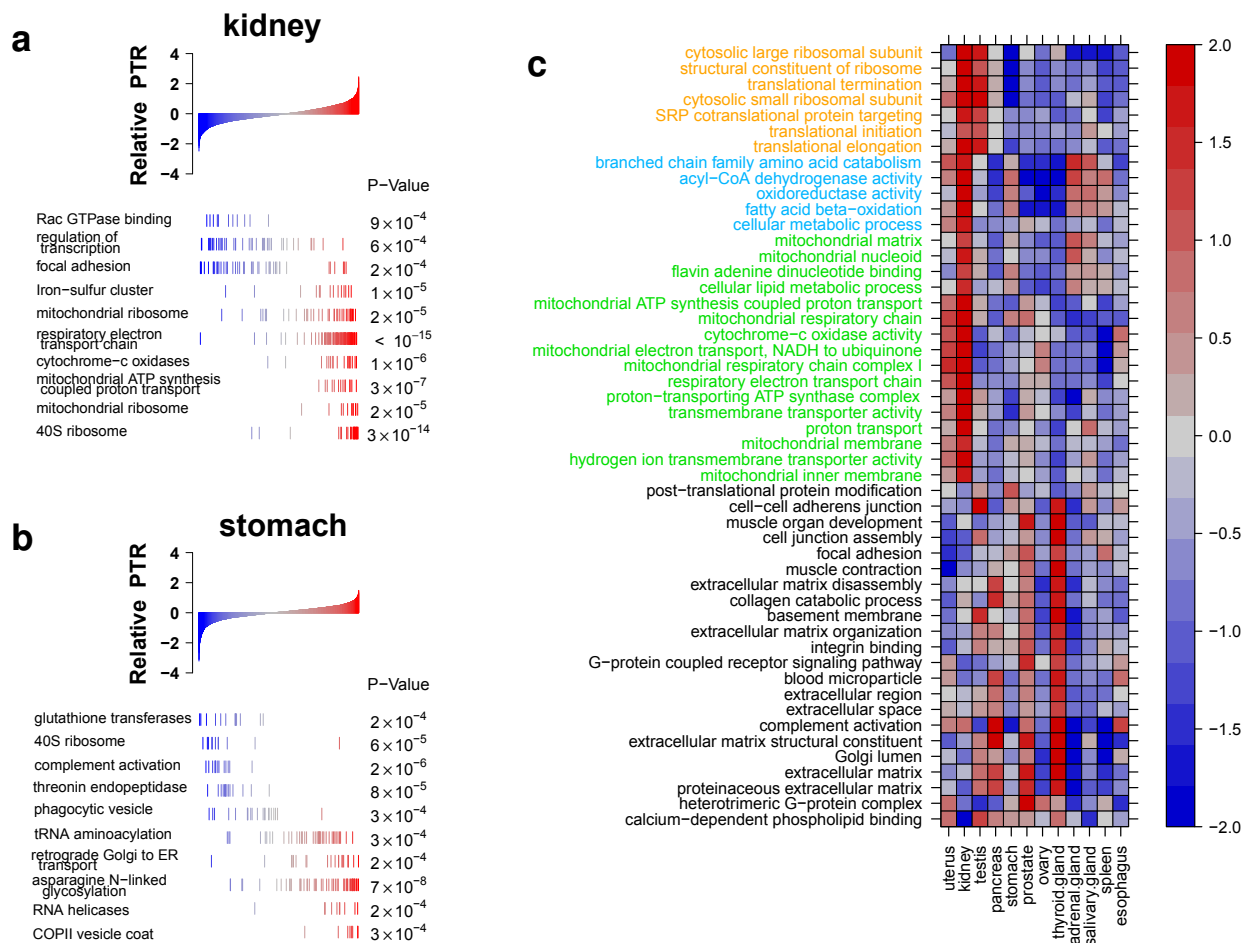 a
kidney
Relative PTR
4
2
0
−2
−4
P−Value
Rac GTPase binding
9×10⁻⁴
regulation of
transcription
6×10⁻⁴
focal adhesion
2×10⁻⁴
Iron−sulfur cluster
1×10⁻⁵
mitochondrial ribosome
2×10⁻⁵
respiratory electron
transport chain
< 10⁻¹⁵
cytochrome−c oxidases
1×10⁻⁶
mitochondrial ATP synthesis
coupled proton transport
3×10⁻⁷
mitochondrial ribosome
2×10⁻⁵
40S ribosome
3×10⁻¹⁴
b
stomach
Relative PTR
4
2
0
−2
−4
P−Value
glutathione transferases
2×10⁻⁴
40S ribosome
6×10⁻⁵
complement activation
2×10⁻⁶
threonin endopeptidase
8×10⁻⁵
phagocytic vesicle
3×10⁻⁴
tRNA aminoacylation
3×10⁻⁴
retrograde Golgi to ER
transport
2×10⁻⁴
asparagine N−linked
glycosylation
7×10⁻⁸
RNA helicases
2×10⁻⁴
COPII vesicle coat
3×10⁻⁴
c
cytosolic large ribosomal subunit
structural constituent of ribosome
translational termination
cytosolic small ribosomal subunit
SRP cotranslational protein targeting
translational initiation
translational elongation
branched chain family amino acid catabolism
acyl−CoA dehydrogenase activity
oxidoreductase activity
fatty acid beta−oxidation
cellular metabolic process
mitochondrial matrix
mitochondrial nucleoid
flavin adenine dinucleotide binding
cellular lipid metabolic process
mitochondrial ATP synthesis coupled proton transport
mitochondrial respiratory chain
cytochrome−c oxidase activity
mitochondrial electron transport, NADH to ubiquinone
mitochondrial respiratory chain complex I
respiratory electron transport chain
proton−transporting ATP synthase complex
transmembrane transporter activity
proton transport
mitochondrial membrane
hydrogen ion transmembrane transporter activity
mitochondrial inner membrane
post−translational protein modification
cell−cell adherens junction
muscle organ development
cell junction assembly
focal adhesion
muscle contraction
extracellular matrix disassembly
collagen catabolic process
basement membrane
extracellular matrix organization
integrin binding
G−protein coupled receptor signaling pathway
blood microparticle
extracellular region
extracellular space
complement activation
extracellular matrix structural constituent
Golgi lumen
extracellular matrix
proteinaceous extracellular matrix
heterotrimeric G−protein complex
calcium−dependent phospholipid binding
uterus
kidney
testis
pancreas
stomach
prostate
ovary
thyroid.gland
adrenal.gland
salivary.gland
spleen
esophagus
2.0
1.5
1.0
0.5
0.0
−0.5
−1.0
−1.5
−2.0